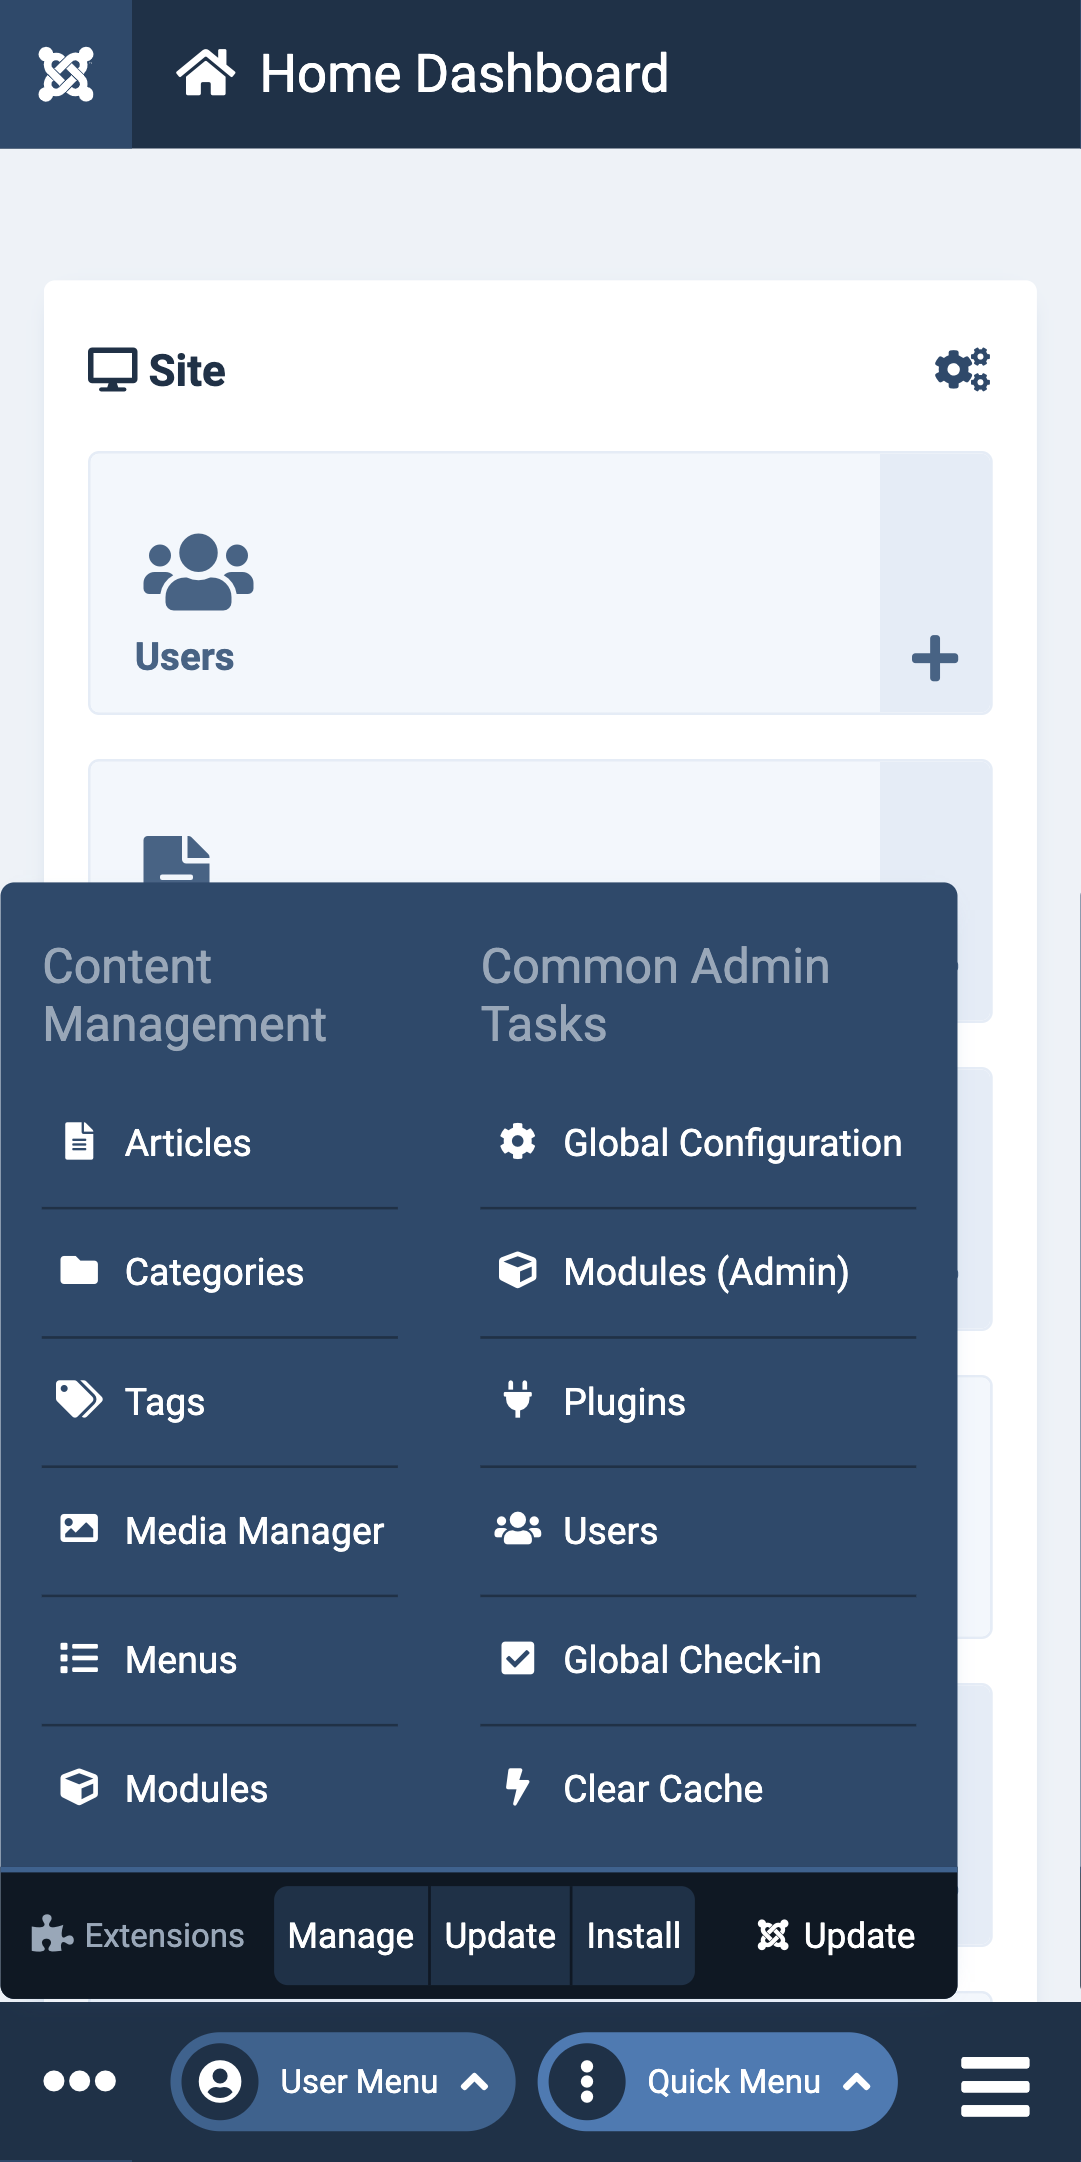 Home Dashboard
Site
Users
Content
Management
Articles
Categories
Tags
Media Manager
Menus
Modules
Common Admin
Tasks
Global Configuration
Modules (Admin)
Plugins
Users
Global Check-in
Clear Cache
Extensions Manage Update Install Update
User Menu Quick Menu